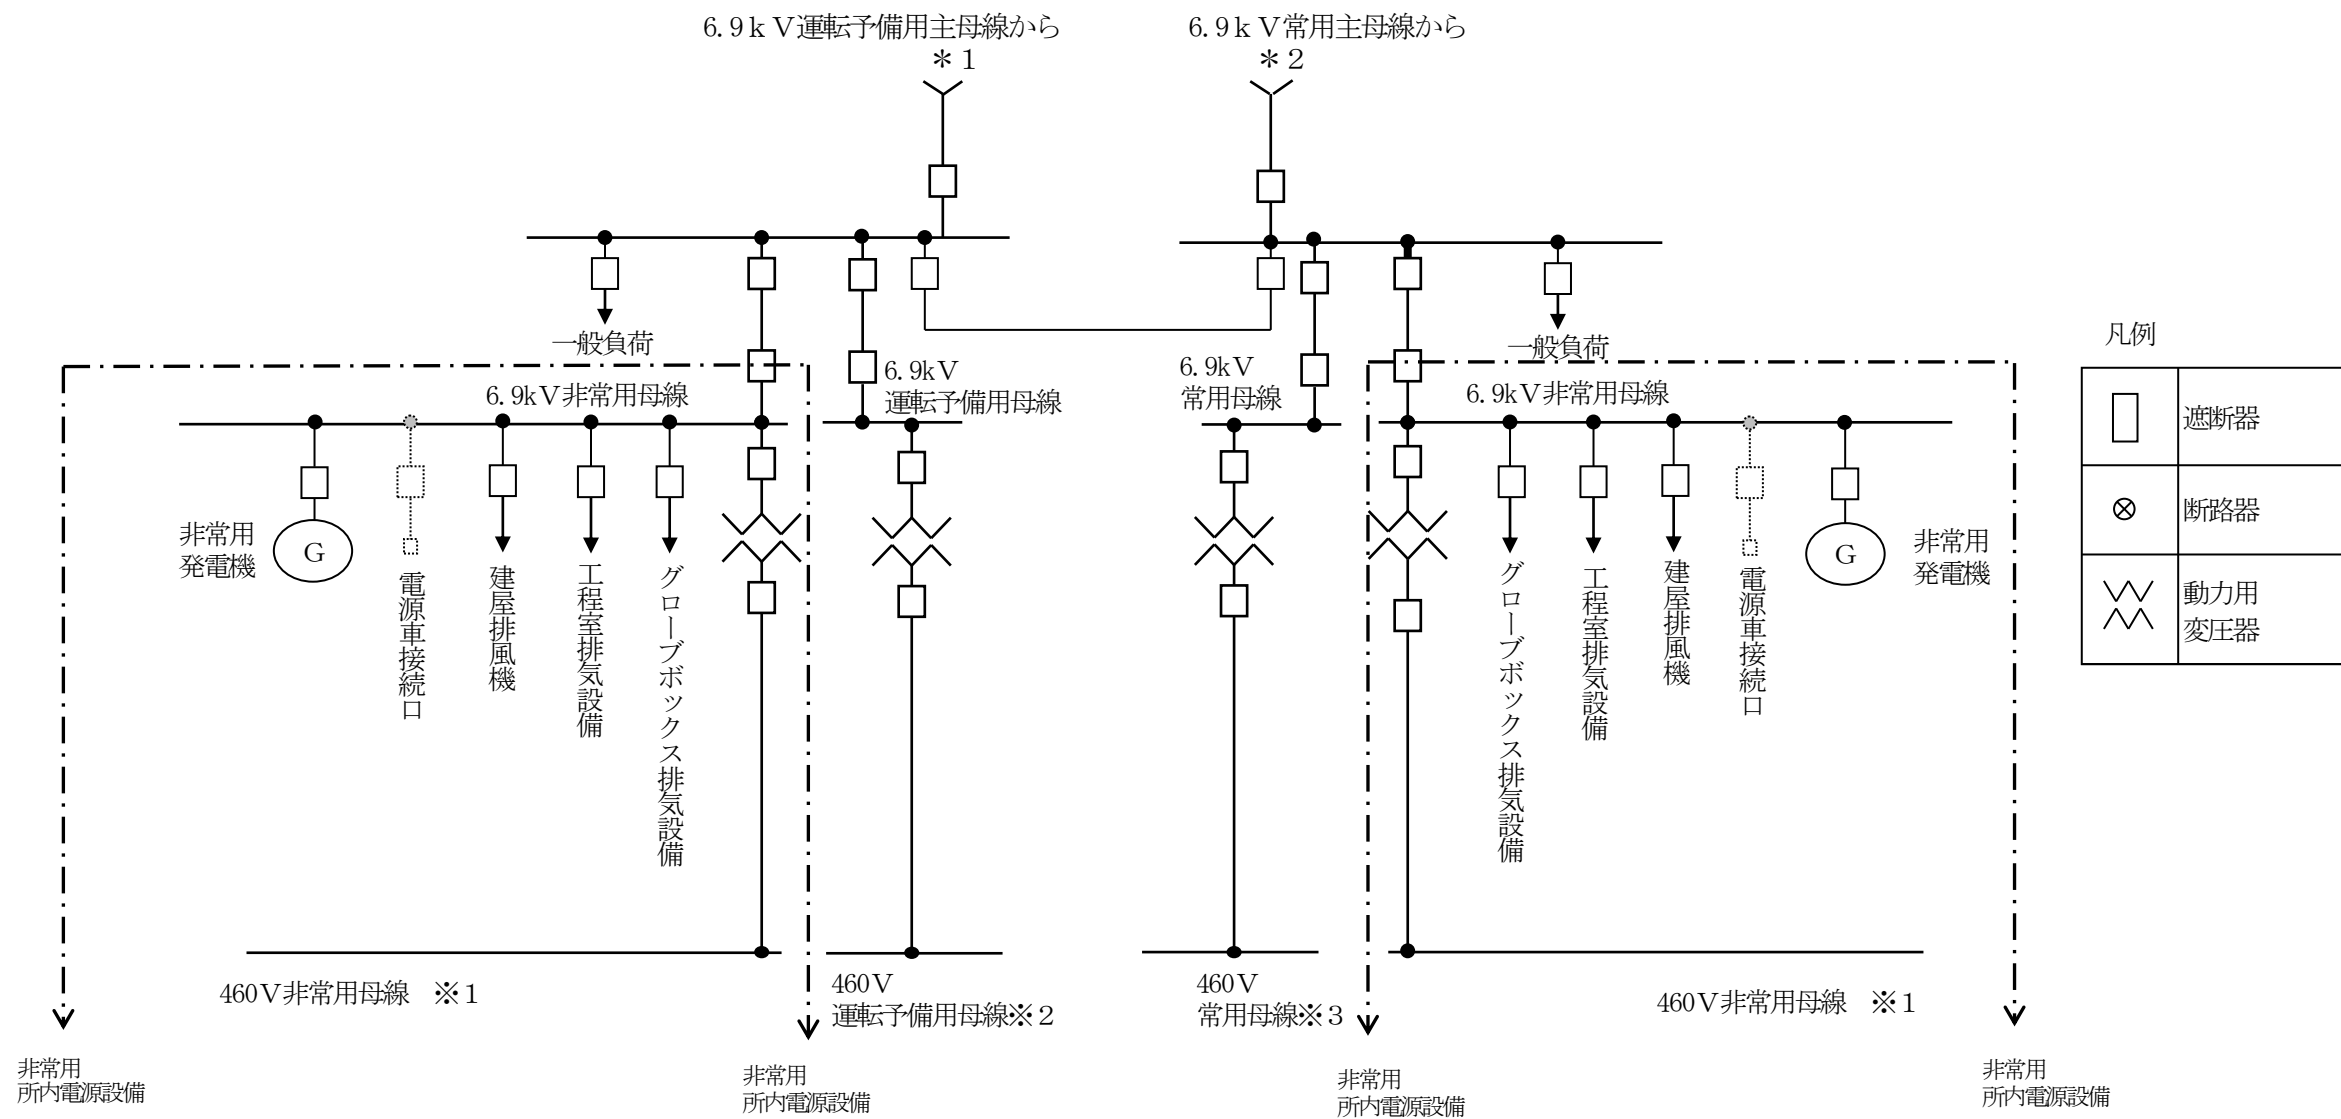 6.9ｋＶ運転予備用主母線から
＊１
6.9ｋＶ常用主母線から
＊２
一般負荷
一般負荷
6.9kＶ
運転予備用母線
6.9kＶ
常用母線
6.9kＶ非常用母線
6.9kＶ非常用母線
非常用
発電機
G
電源車接続口
建屋排風機
工程室排気設備
グローブボックス排気設備
グローブボックス排気設備
工程室排気設備
建屋排風機
電源車接続口
G
非常用
発電機
460Ｖ非常用母線　※１
460Ｖ
運転予備用母線※２
460Ｖ
常用母線※３
460Ｖ非常用母線　※１
非常用
所内電源設備
非常用
所内電源設備
非常用
所内電源設備
非常用
所内電源設備
凡例
遮断器
断路器
動力用
変圧器